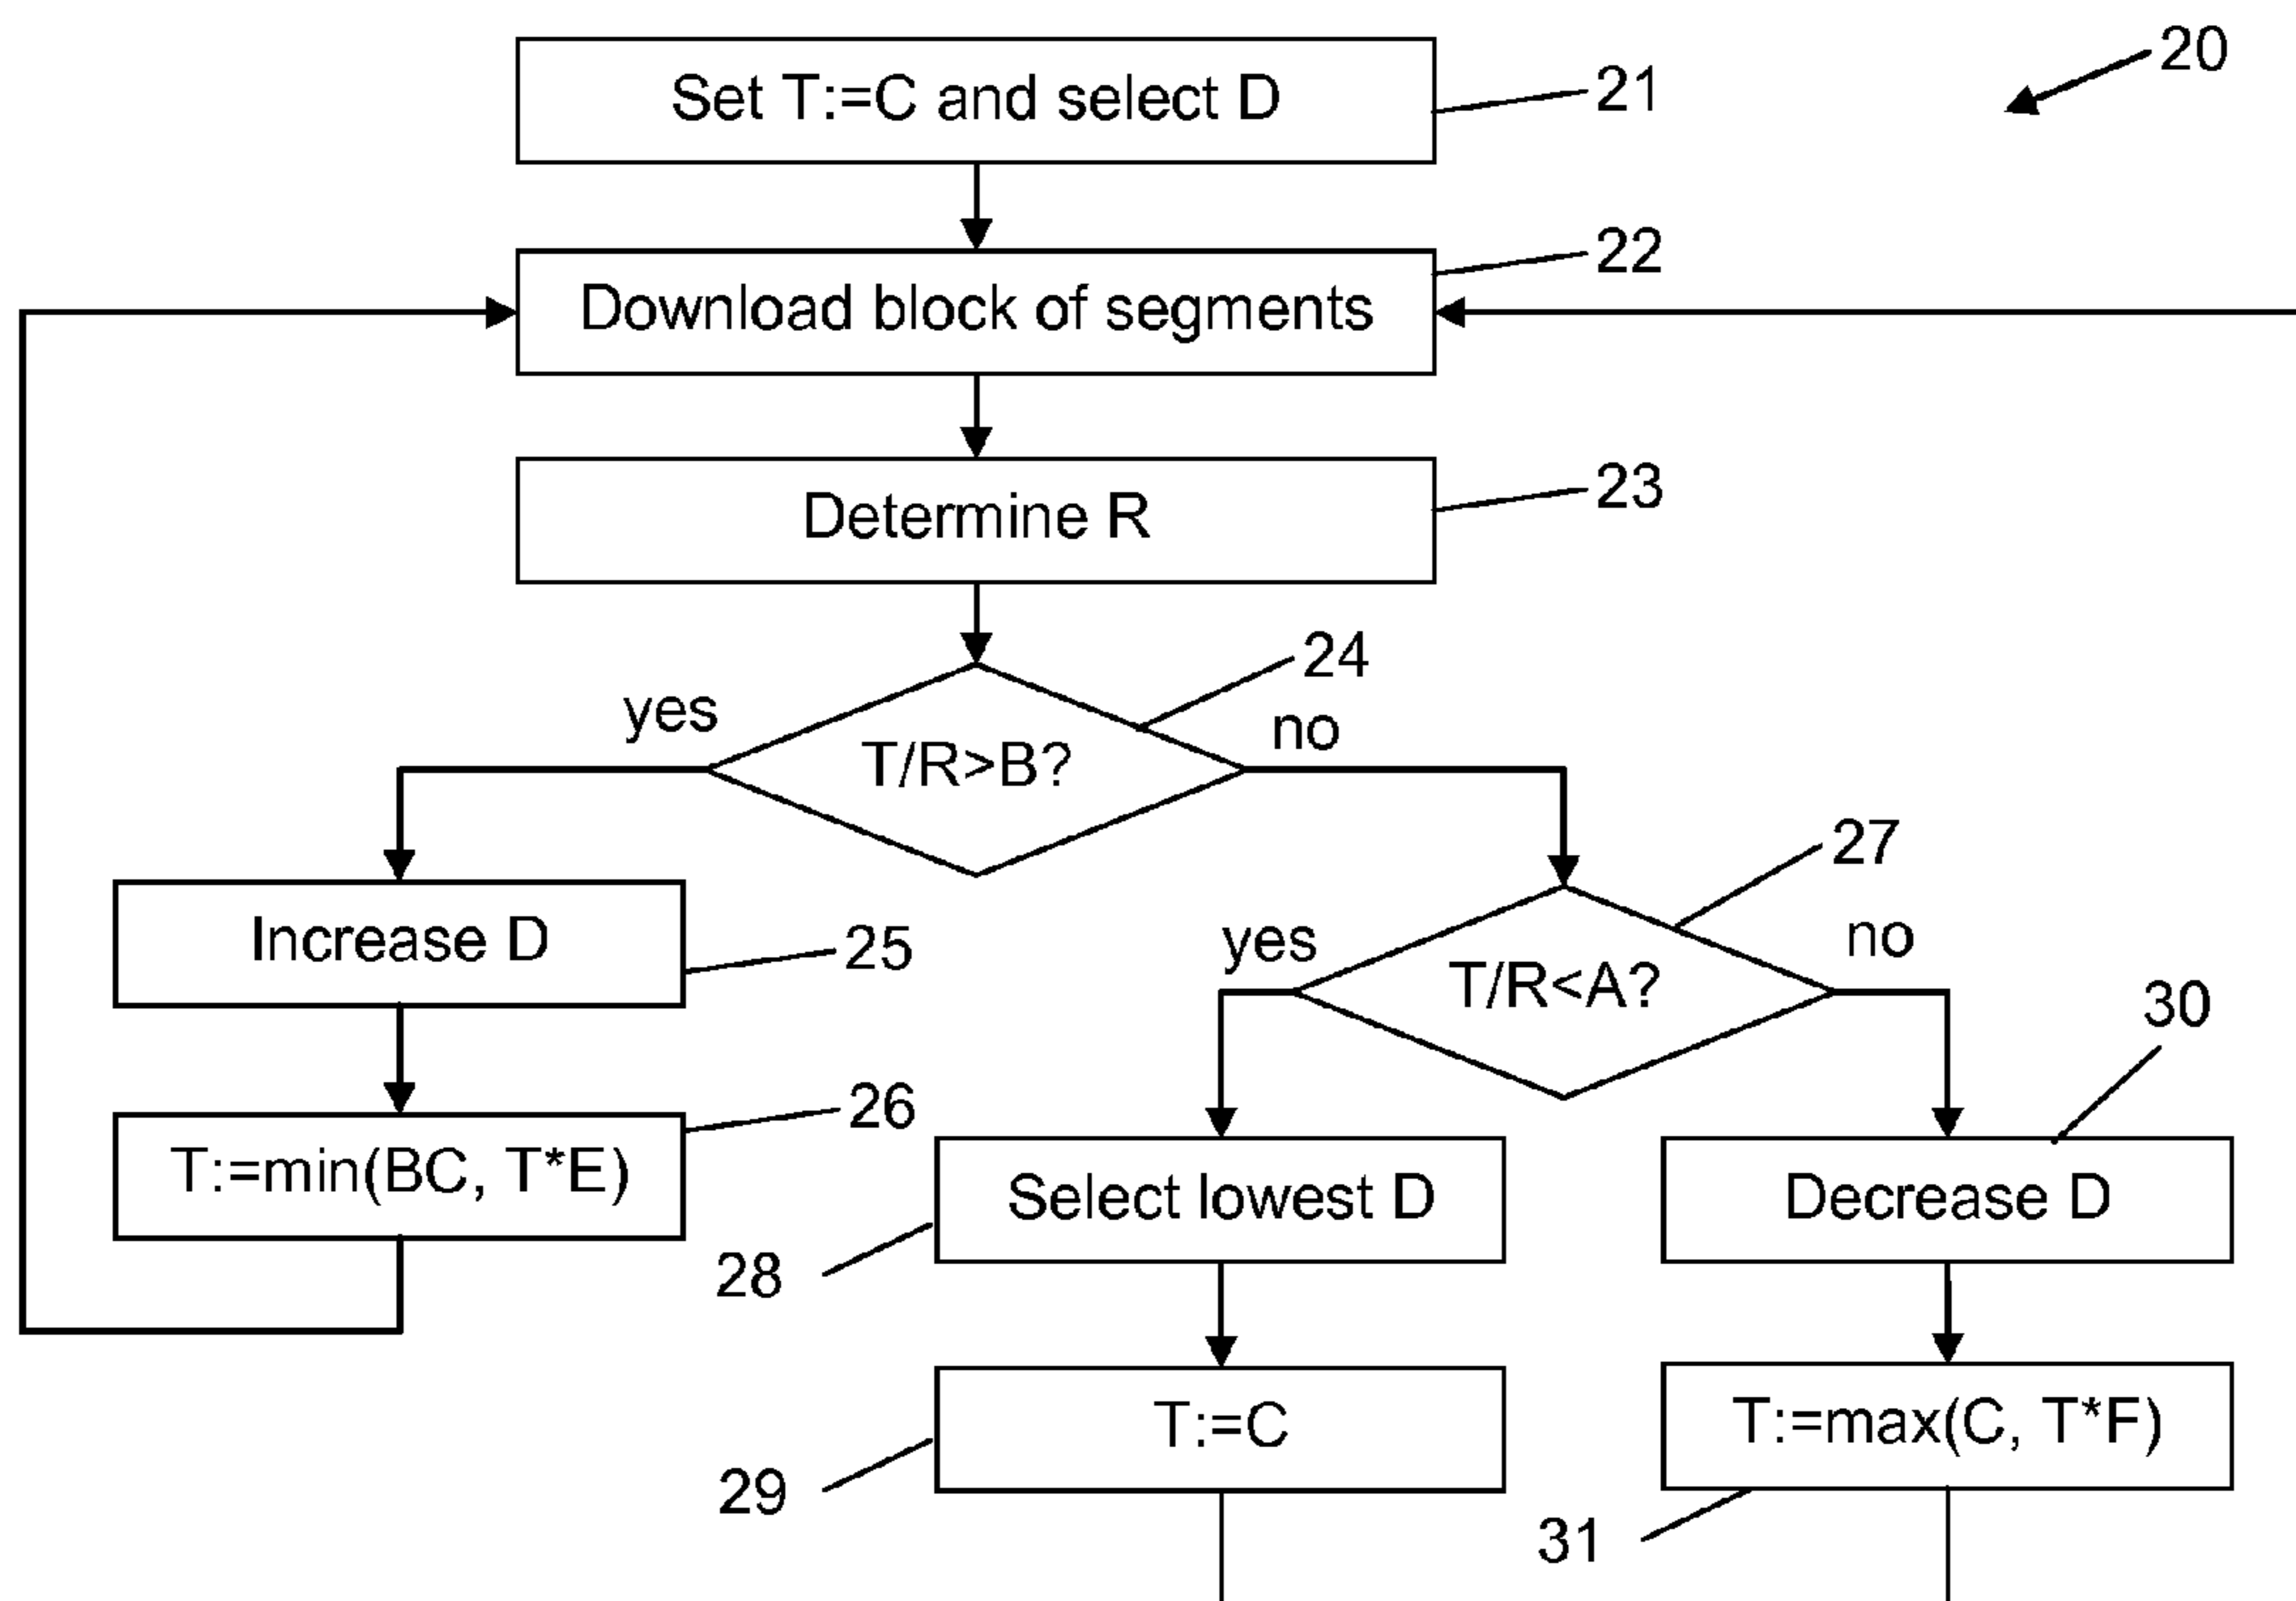 20
Set T:=C and select D
21
22
Download block of segments
23
Determine R
24
yes
no
T/R>B?
27
Increase D
25
yes
no
T/R<A?
30
26
T:=min(BC, T*E)
Select lowest D
Decrease D
28
T:=C
T:=max(C, T*F)
29
31